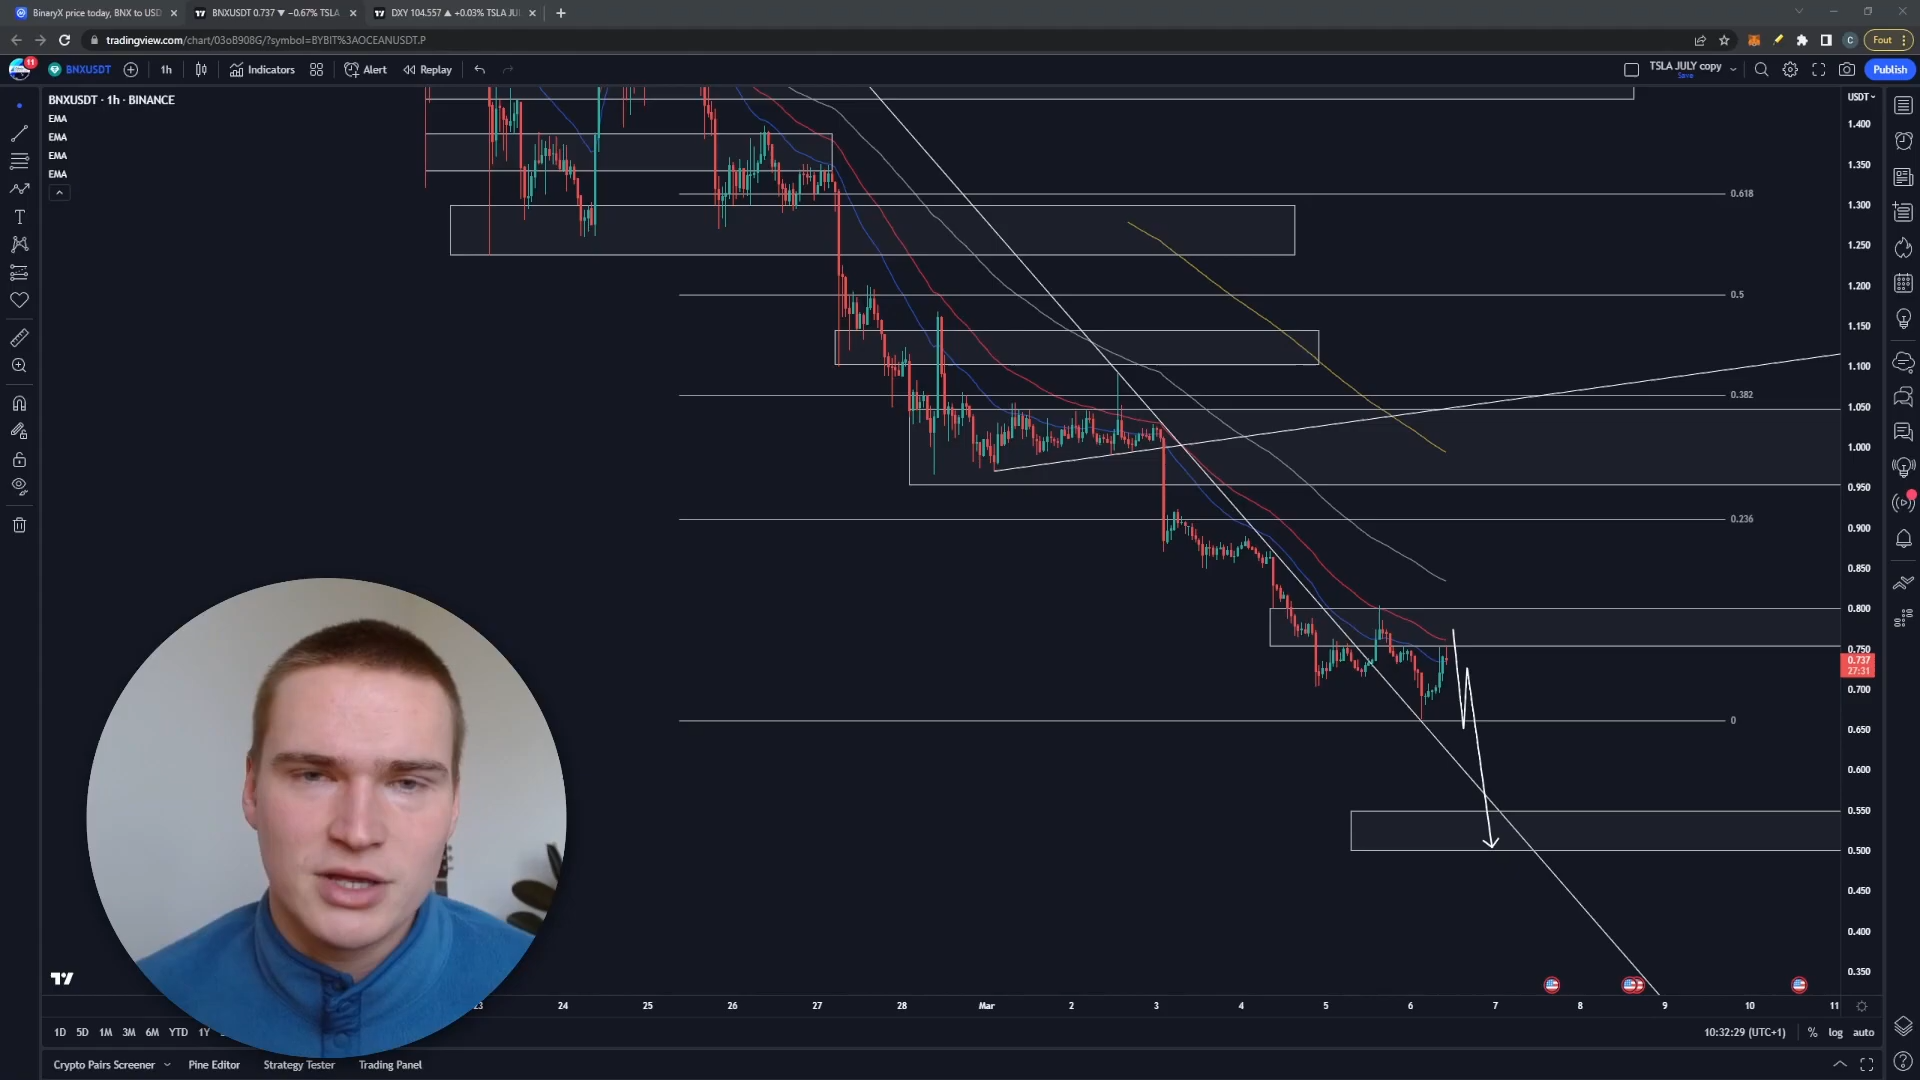 BinaryX price today, BNX to USD
BNXUSDT 0.737 ▼ −0.67% TSLA
DXY 104.557 ▲ +0.03% TSLA JUL
tradingview.com/chart/03oB908G/?symbol=BYBIT%3AOCEANUSDT.P
C
Fout
11
BNXUSDT
1h
Indicators
Alert
Replay
TSLA JULY copy
Save
Publish
BNXUSDT · 1h · BINANCE
EMA
EMA
EMA
EMA
USDT
1.400
1.350
1.300
1.250
1.200
1.150
1.100
1.050
1.000
0.950
0.900
0.850
0.800
0.750
0.737
27:31
0.700
0.650
0.600
0.550
0.500
0.450
0.400
0.350
0.618
0.5
0.382
0.236
0
23
24
25
26
27
28
Mar
2
3
4
5
6
7
8
9
10
11
1D 5D 1M 3M 6M YTD 1Y
10:32:29 (UTC+1)
% log auto
Crypto Pairs Screener
Pine Editor
Strategy Tester
Trading Panel